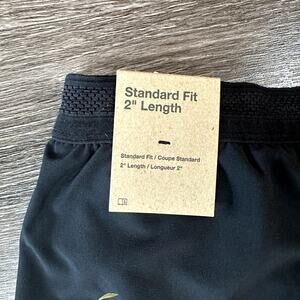 Standard Fit
2" Length
Standard Fit / Coupe Standard
2" Length / Longueur 2"